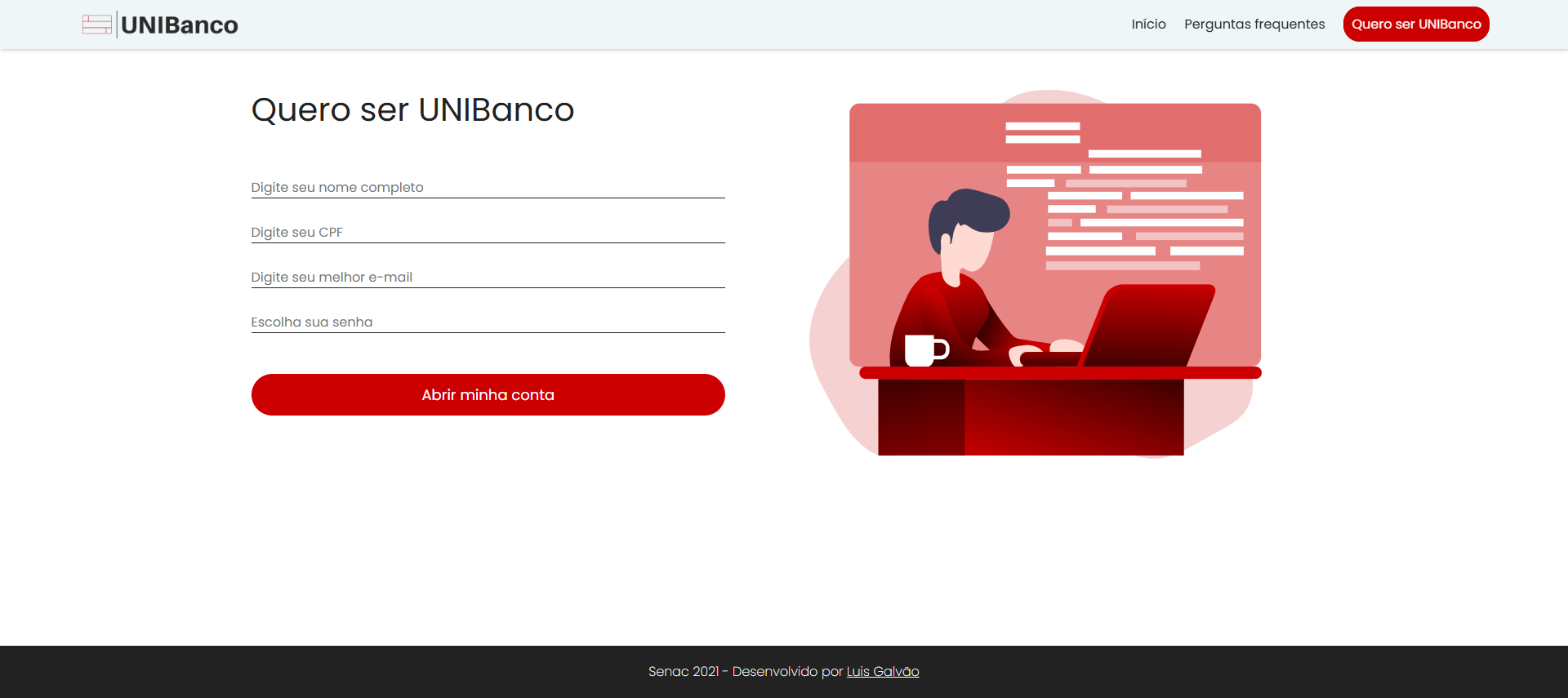 UNIBanco
Início
Perguntas frequentes
Quero ser UNIBanco
Quero ser UNIBanco
Digite seu nome completo
Digite seu CPF
Digite seu melhor e-mail
Escolha sua senha
Abrir minha conta
Senac 2021 - Desenvolvido por Luis Galvão